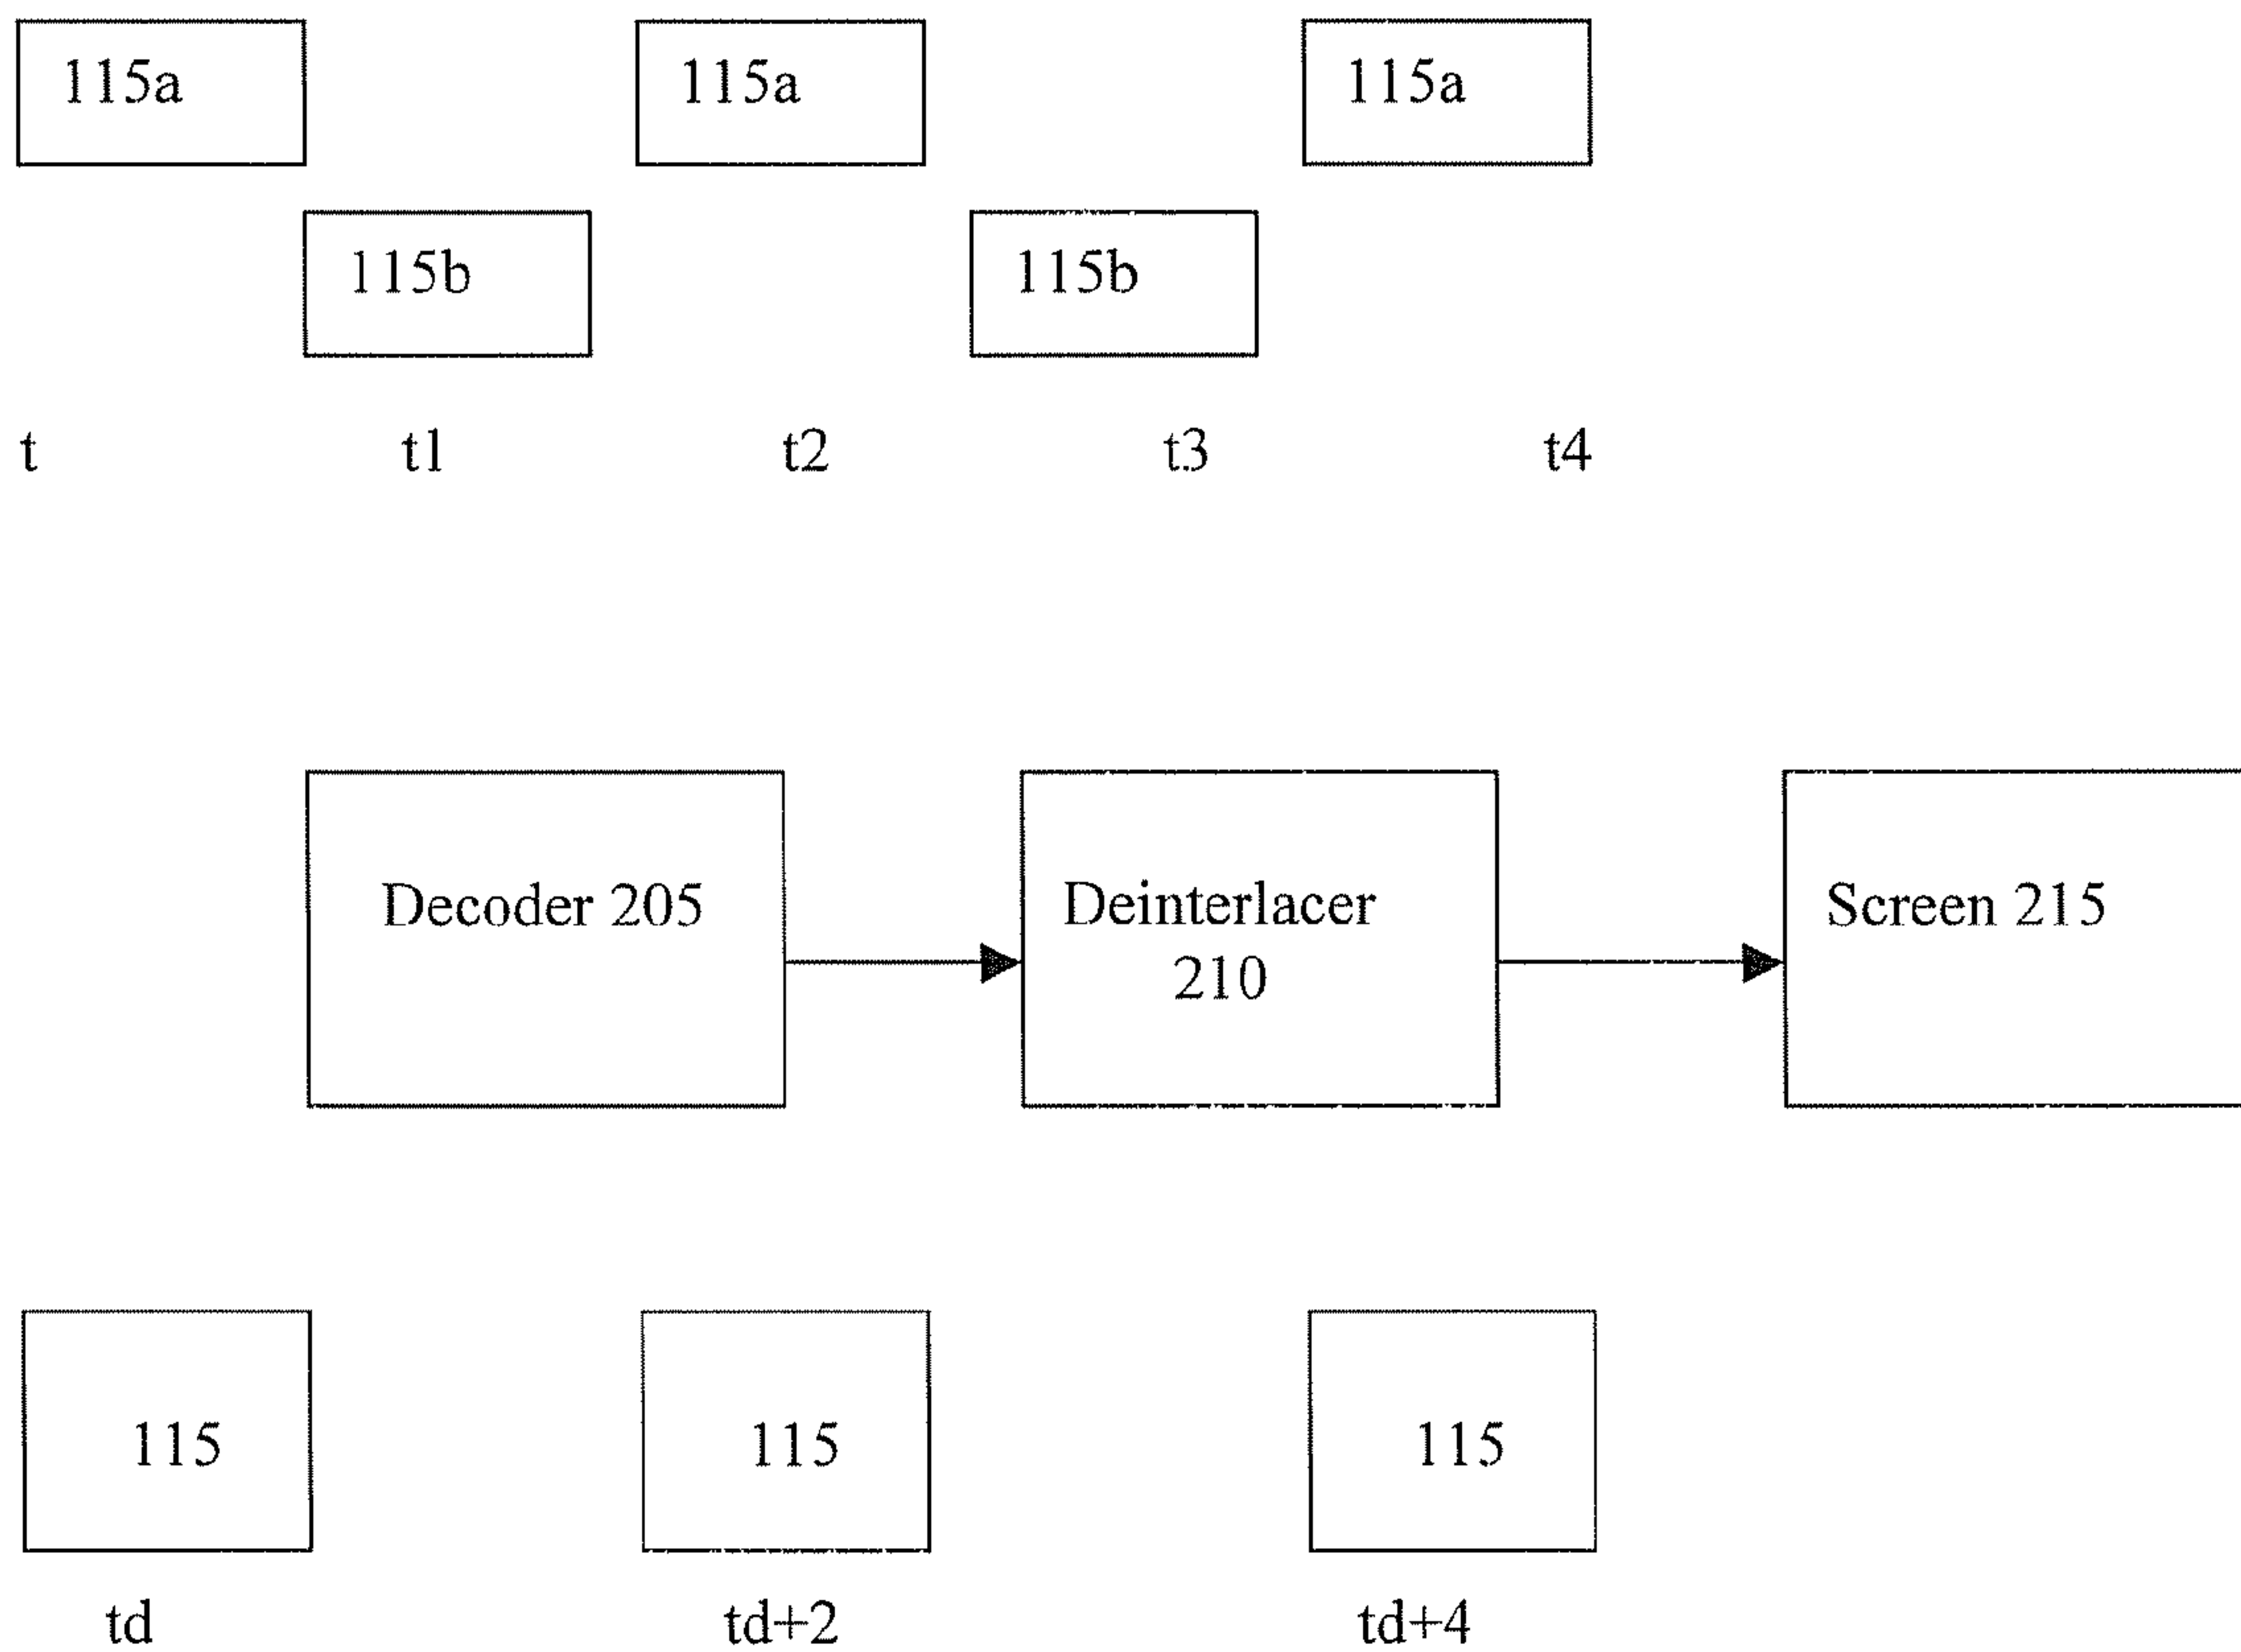 115a 115a 115a
115b 115b
t t1 t2 t3 t4
Decoder 205
Deinterlacer
210
Screen 215
115 115 115
td td+2 td+4